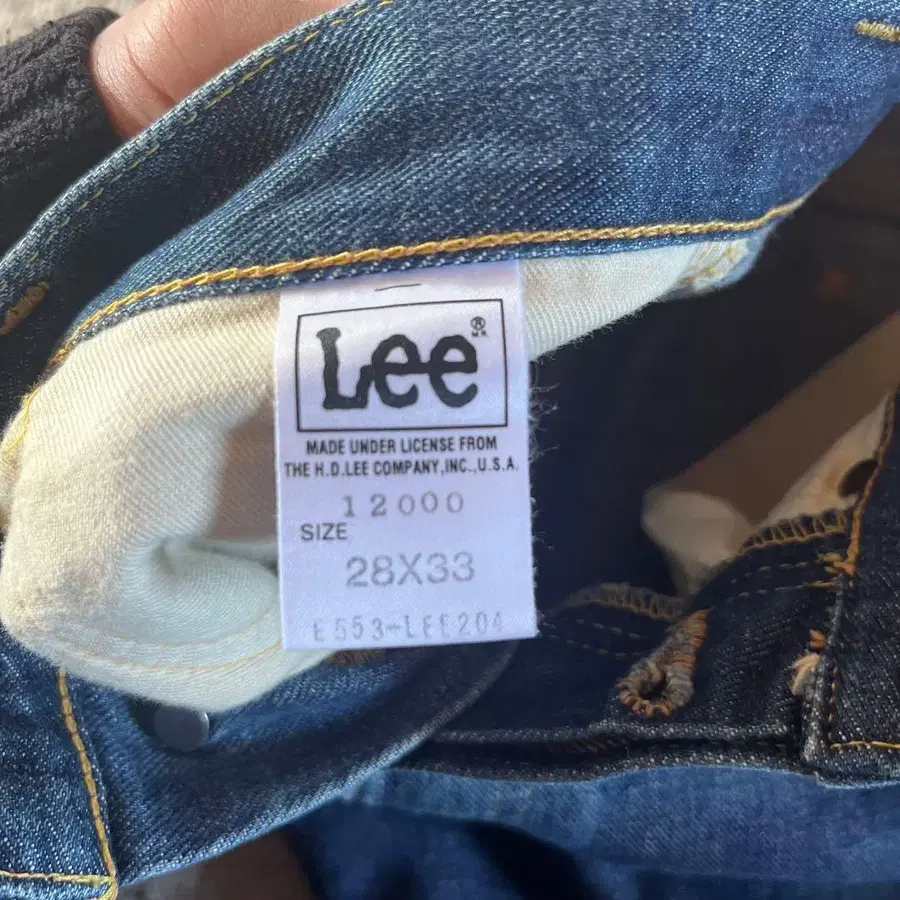 Lee®
M.R.
MADE UNDER LICENSE FROM
THE H.D.LEE COMPANY,INC.,U.S.A.
12000
SIZE
28X33
E553-LEE204